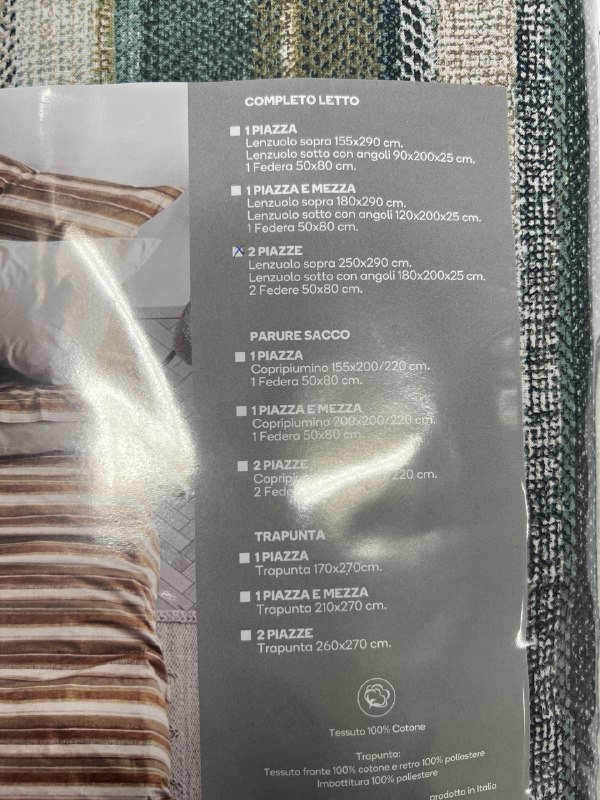 COMPLETO LETTO
1 PIAZZA
Lenzuolo sopra 155x290 cm.
Lenzuolo sotto con angoli 90x200x25 cm.
1 Federa 50x80 cm.
1 PIAZZA E MEZZA
Lenzuolo sopra 180x290 cm.
Lenzuolo sotto con angoli 120x200x25 cm.
1 Federa 50x80 cm.
2 PIAZZE
Lenzuolo sopra 250x290 cm.
Lenzuolo sotto con angoli 180x200x25 cm.
2 Federe 50x80 cm.
PARURE SACCO
1 PIAZZA
Copripiumino 155x200/220 cm.
1 Federa 50x80 cm.
1 PIAZZA E MEZZA
Copripiumino 200x200/220 cm.
1 Federa 50x80 cm.
2 PIAZZE
220 cm.
2
TRAPUNTA
1 PIAZZA
Trapunta 170x270cm.
1 PIAZZA E MEZZA
Trapunta 210x270 cm.
2 PIAZZE
Trapunta 260x270 cm.
Tessuto 100% Cotone
Trapunta:
Tessuto fronte 100% cotone e retro 100% poliestere
Imbottitura 100% poliestere
prodotto in Italia